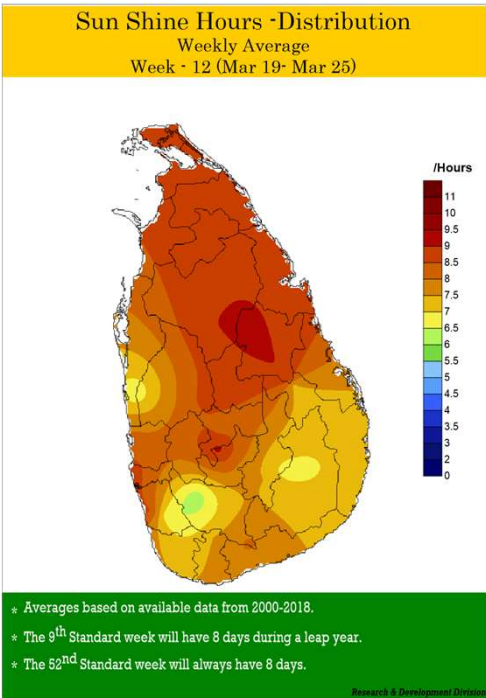 Sun Shine Hours -Distribution
Weekly Average
Week - 12 (Mar 19- Mar 25)
/Hours
11
10
9.5
9
8.5
8
7.5
7
6.5
6
5.5
5
4.5
4
3.5
3
2
0
* Averages based on available data from 2000-2018.
* The 9th Standard week will have 8 days during a leap year.
* The 52nd Standard week will always have 8 days.
Research & Development Division